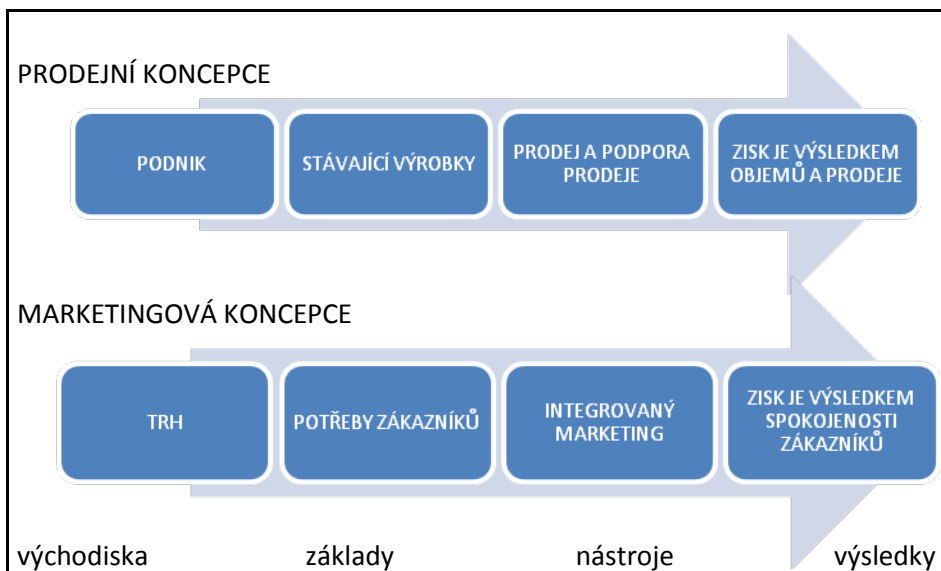 PRODEJNÍ KONCEPCE
PODNIK
STÁVAJÍCÍ VÝROBKY
PRODEJ A PODPORA
PRODEJE
ZISK JE VÝSLEDKEM
OBJEMŮ A PRODEJE
MARKETINGOVÁ KONCEPCE
TRH
POTŘEBY ZÁKAZNÍKŮ
INTEGROVANÝ
MARKETING
ZISK JE VÝSLEDKEM
SPOKOJENOSTI
ZÁKAZNÍKŮ
východiska základy nástroje výsledky